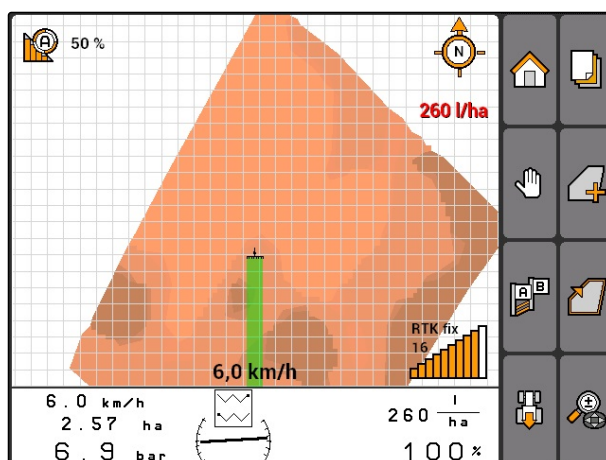 A
50 %
N
260 l/ha
A B
RTK fix
16
6,0 km/h
6.0 km/h
2.57 ha
6.9 bar
260 l/ha
100%